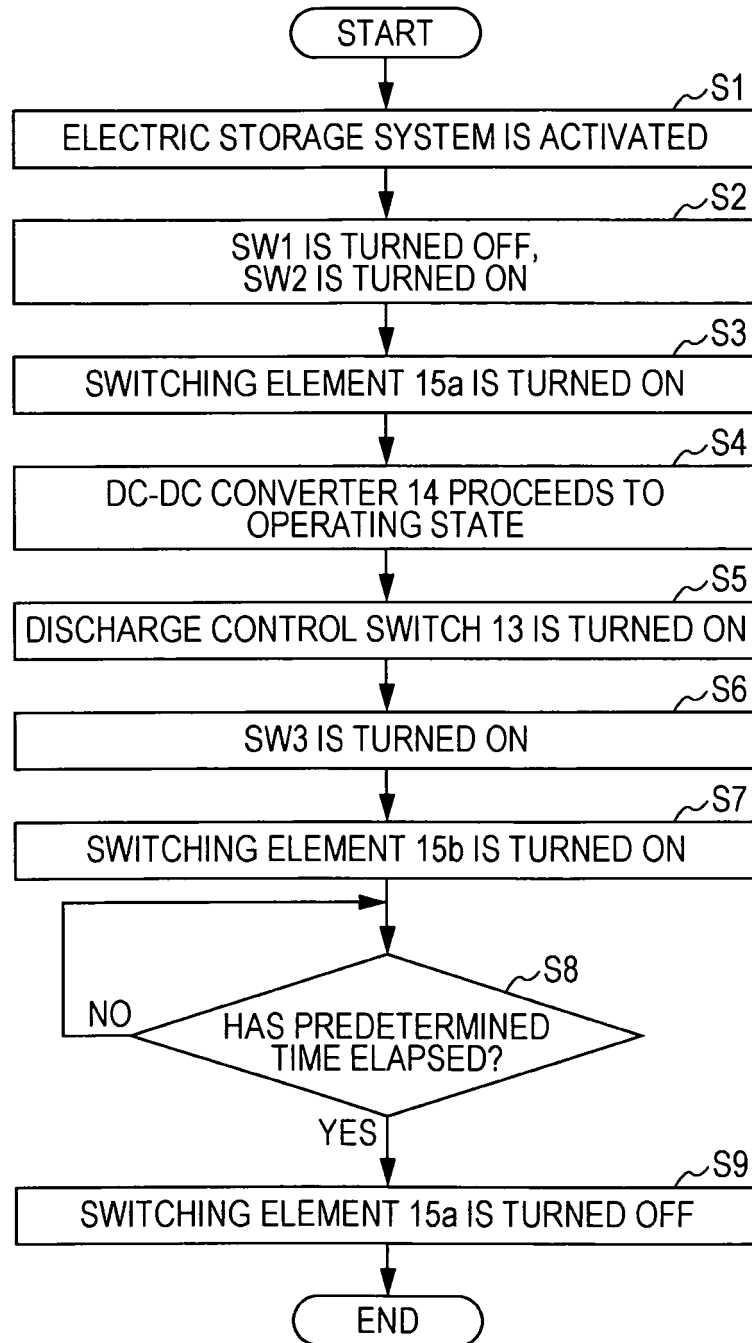 START
S1
ELECTRIC STORAGE SYSTEM IS ACTIVATED
S2
SW1 IS TURNED OFF,
SW2 IS TURNED ON
S3
SWITCHING ELEMENT 15a IS TURNED ON
S4
DC-DC CONVERTER 14 PROCEEDS TO
OPERATING STATE
S5
DISCHARGE CONTROL SWITCH 13 IS TURNED ON
S6
SW3 IS TURNED ON
S7
SWITCHING ELEMENT 15b IS TURNED ON
S8
NO
HAS PREDETERMINED
TIME ELAPSED?
YES
S9
SWITCHING ELEMENT 15a IS TURNED OFF
END